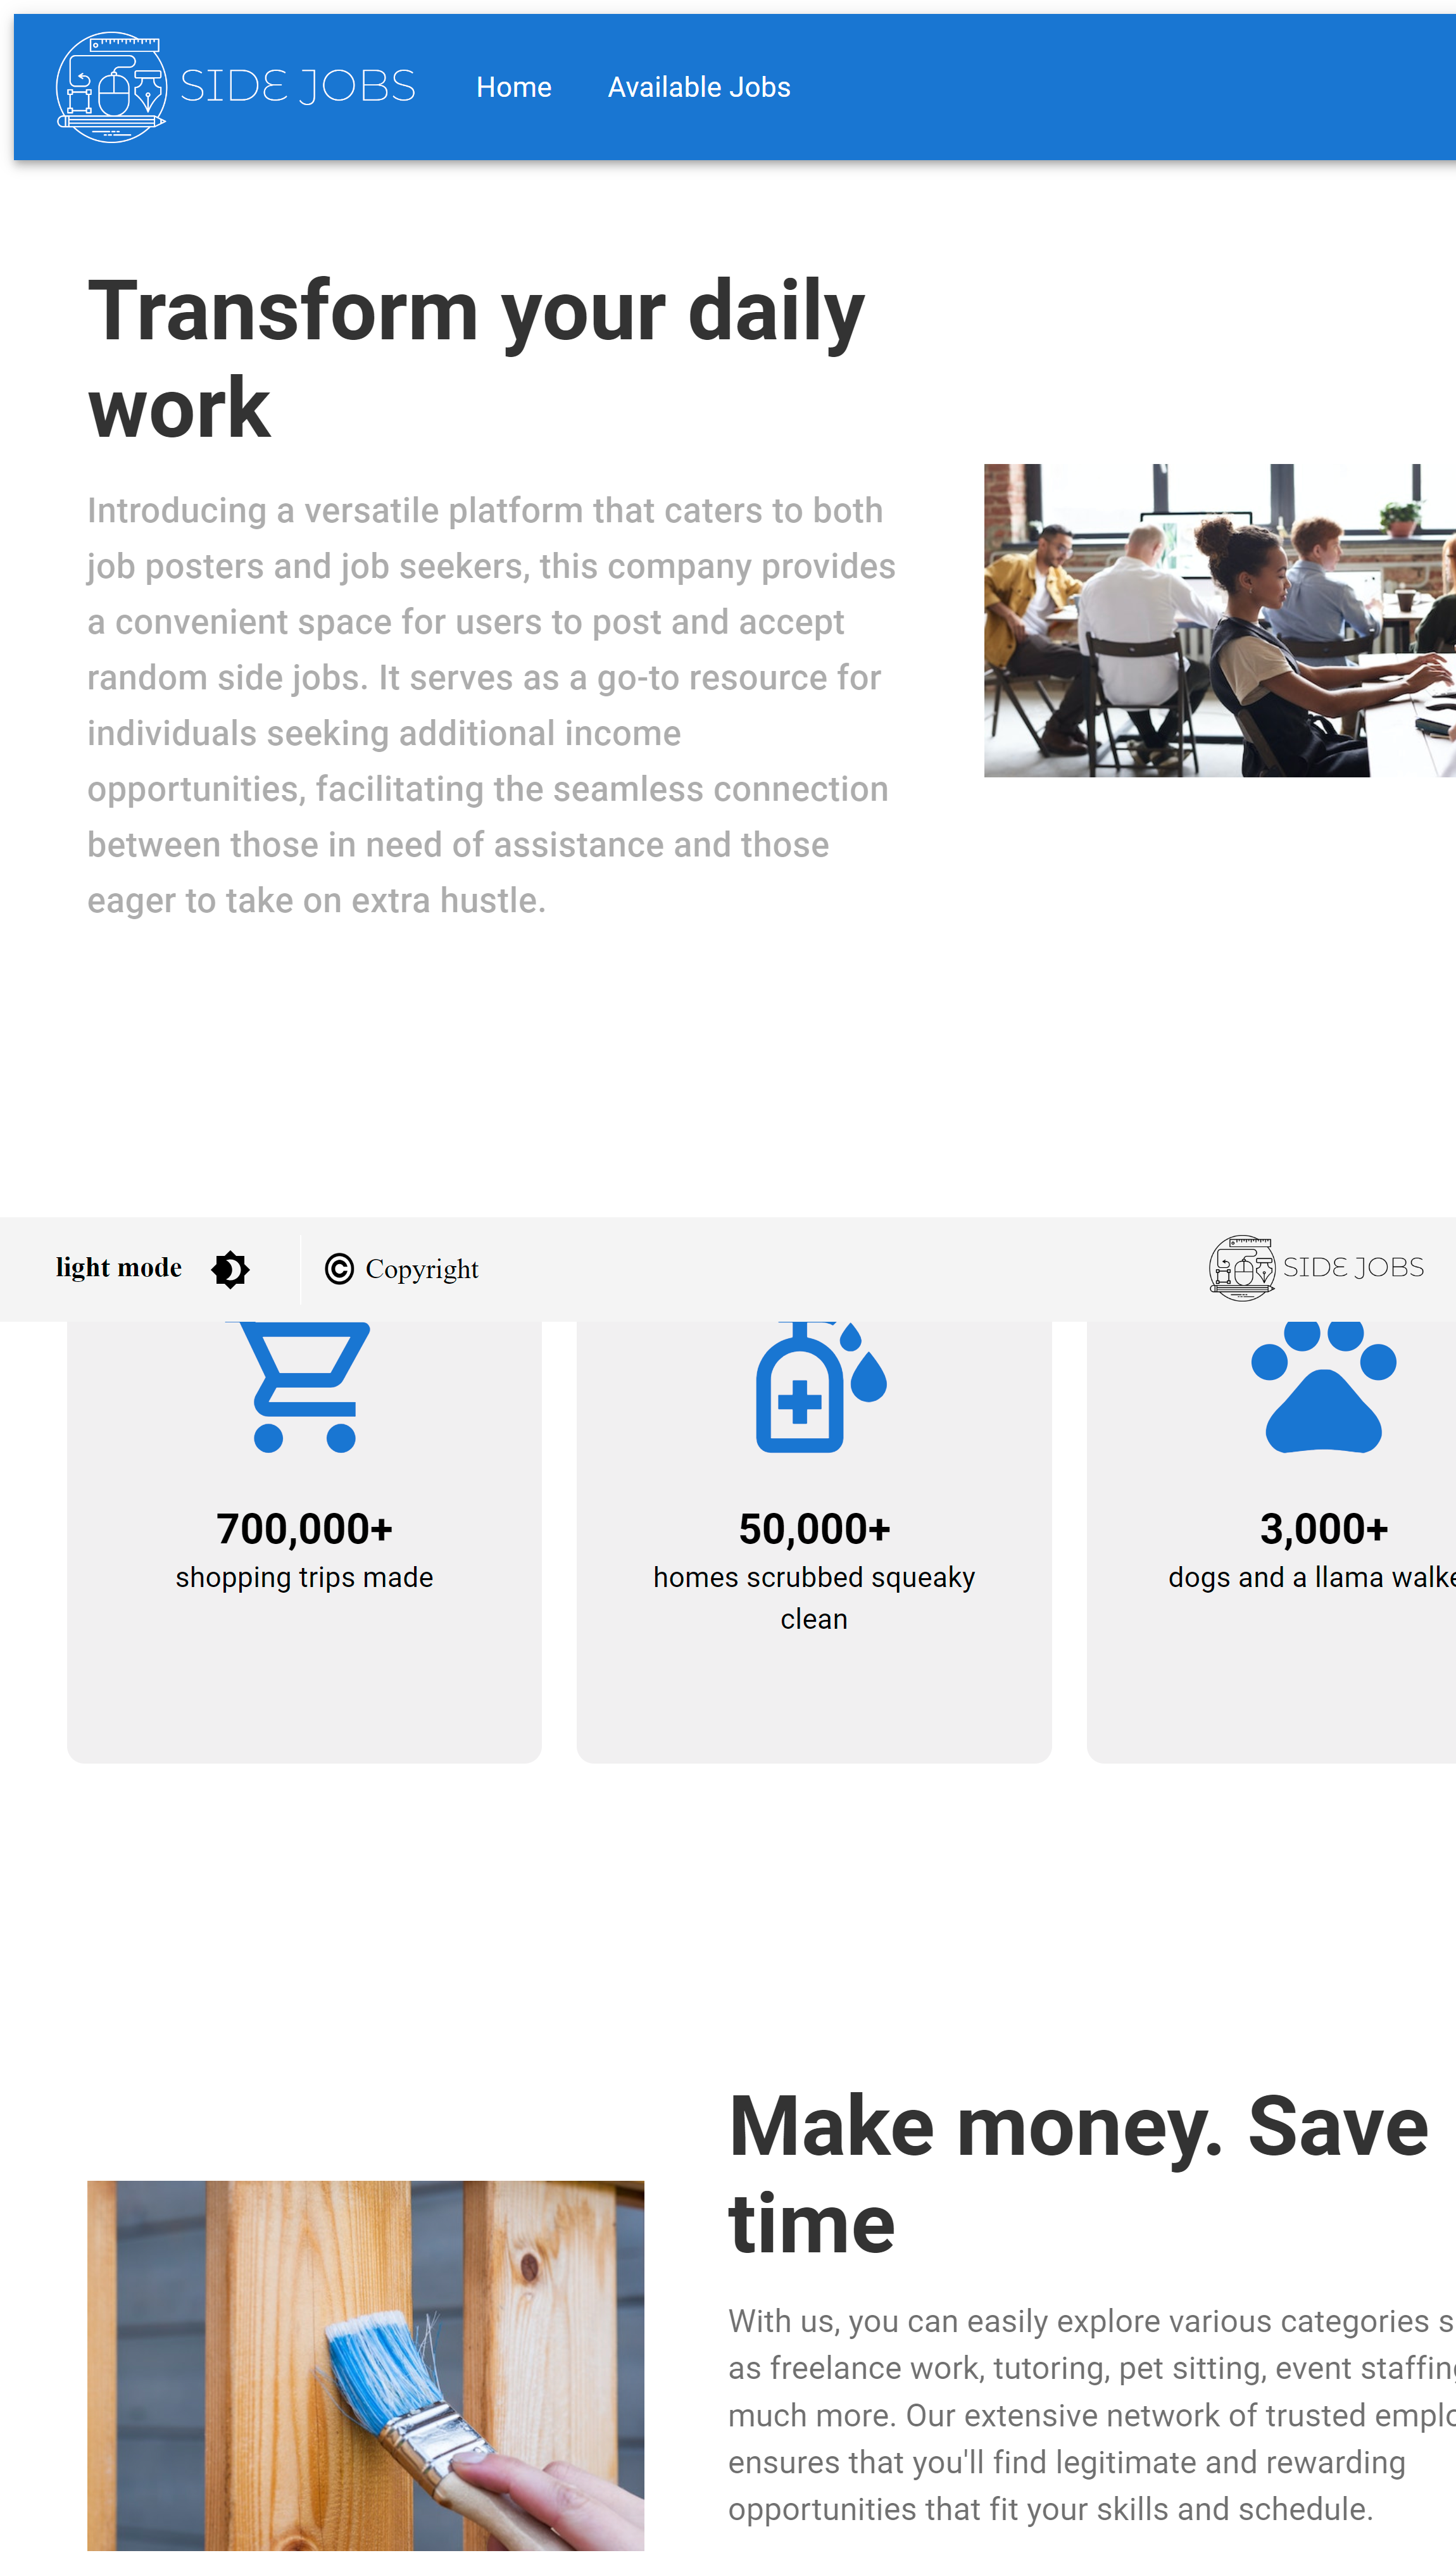 SIDE JOBS
Home
Available Jobs
Transform your daily
work
Introducing a versatile platform that caters to both
job posters and job seekers, this company provides
a convenient space for users to post and accept
random side jobs. It serves as a go-to resource for
individuals seeking additional income
opportunities, facilitating the seamless connection
between those in need of assistance and those
eager to take on extra hustle.
light mode
© Copyright
SIDE JOBS
700,000+
shopping trips made
50,000+
homes scrubbed squeaky
clean
3,000+
dogs and a llama walke
Make money. Save
time
With us, you can easily explore various categories s
as freelance work, tutoring, pet sitting, event staffing
much more. Our extensive network of trusted emplo
ensures that you'll find legitimate and rewarding
opportunities that fit your skills and schedule.